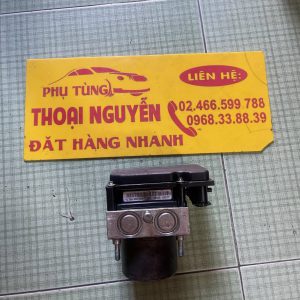 PHỤ TÙNG
THOẠI NGUYỄN
ĐẶT HÀNG NHANH
LIÊN HỆ:
02.466.599.788
0968.33.88.39